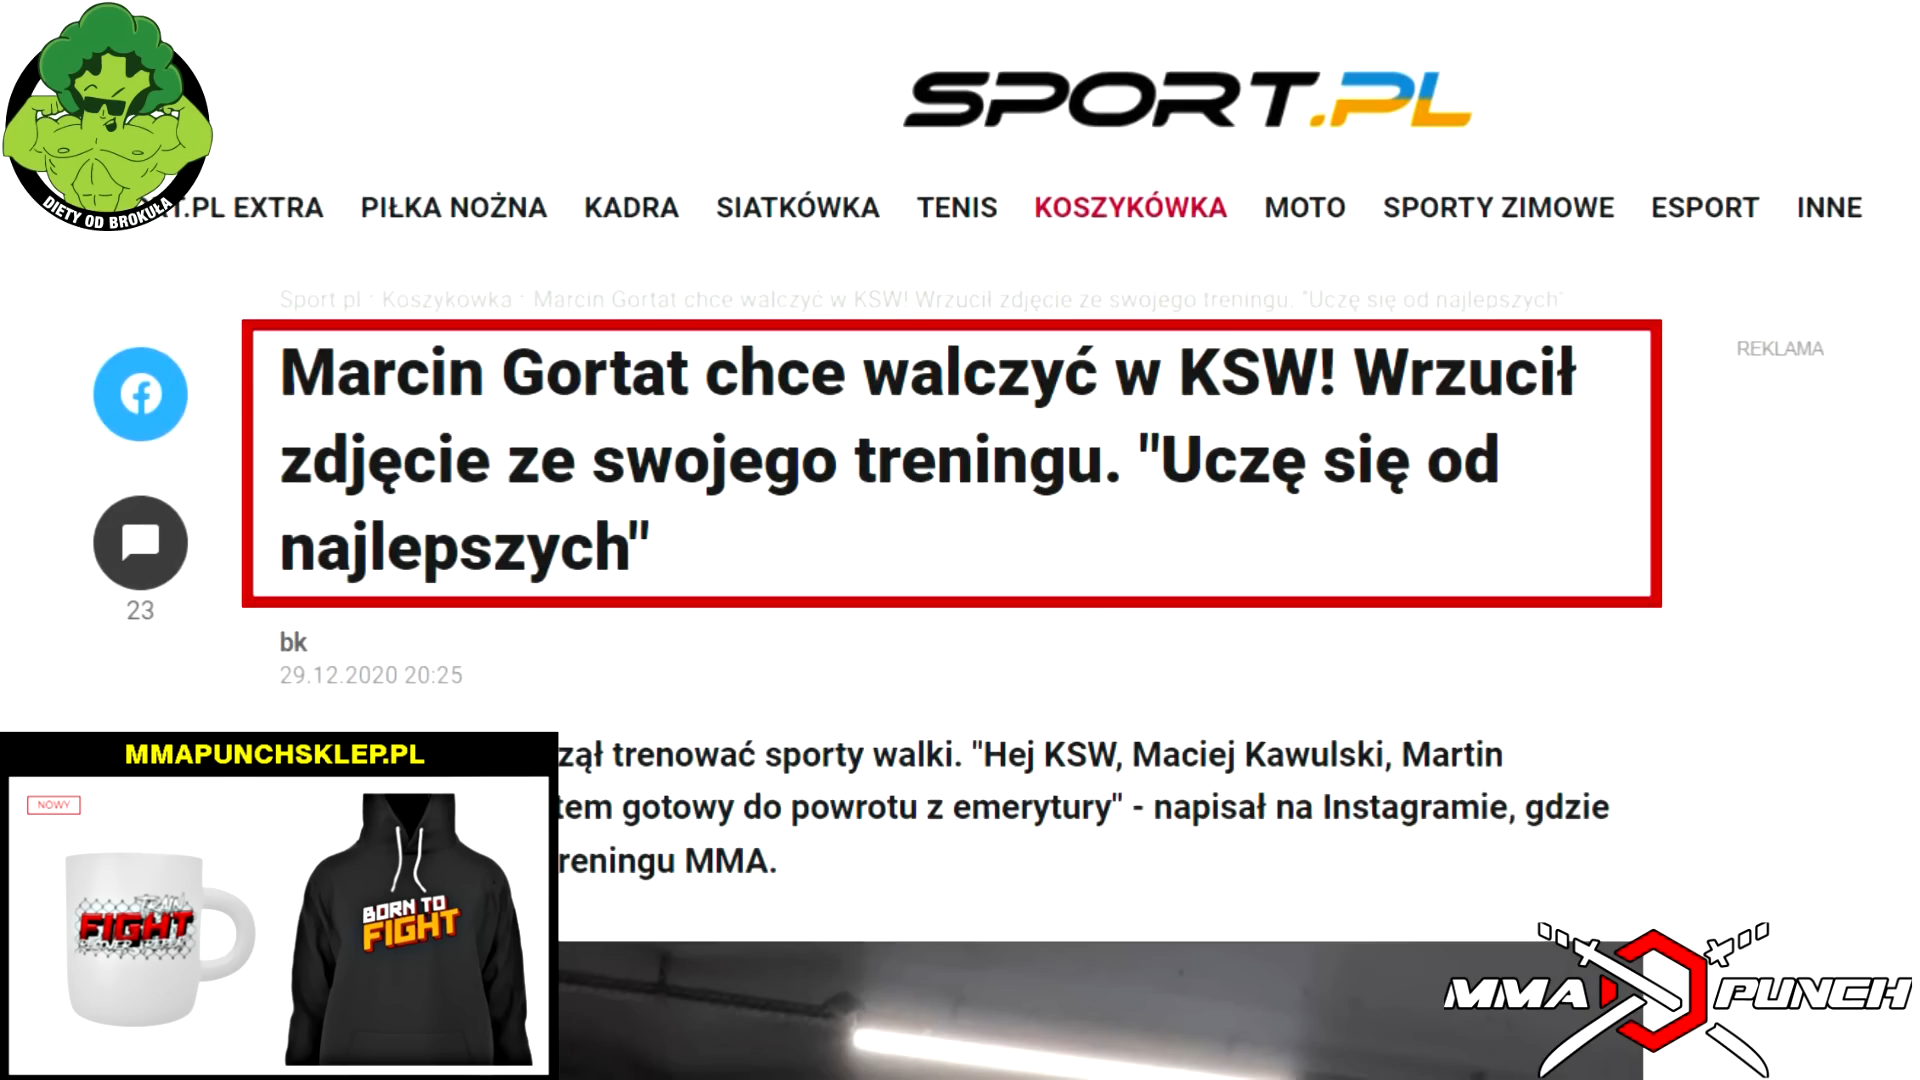 DIETY OD BROKUŁA
SPORT.PL
T.PL EXTRA PIŁKA NOŻNA KADRA SIATKÓWKA TENIS KOSZYKÓWKA MOTO SPORTY ZIMOWE ESPORT INNE
Sport.pl · Koszykówka · Marcin Gortat chce walczyć w KSW! Wrzucił zdjęcie ze swojego treningu. "Uczę się od najlepszych"
REKLAMA
Marcin Gortat chce walczyć w KSW! Wrzucił
zdjęcie ze swojego treningu. "Uczę się od
najlepszych"
23
bk
29.12.2020 20:25
zął trenować sporty walki. "Hej KSW, Maciej Kawulski, Martin
tem gotowy do powrotu z emerytury" - napisał na Instagramie, gdzie
reningu MMA.
MMAPUNCHSKLEP.PL
NOWY
TRAIN
FIGHT
BORN TO
FIGHT
MMA PUNCH